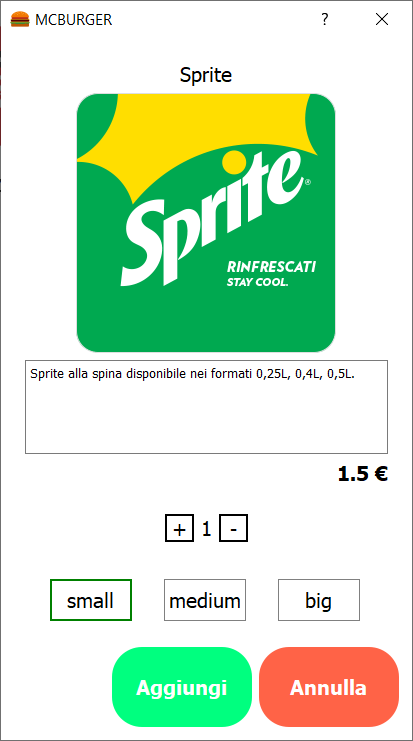 MCBURGER ?
Sprite
Sprite®
RINFRESCATI
STAY COOL.
Sprite alla spina disponibile nei formati 0,25L, 0,4L, 0,5L.
1.5 €
+ 1 -
small medium big
Aggiungi Annulla